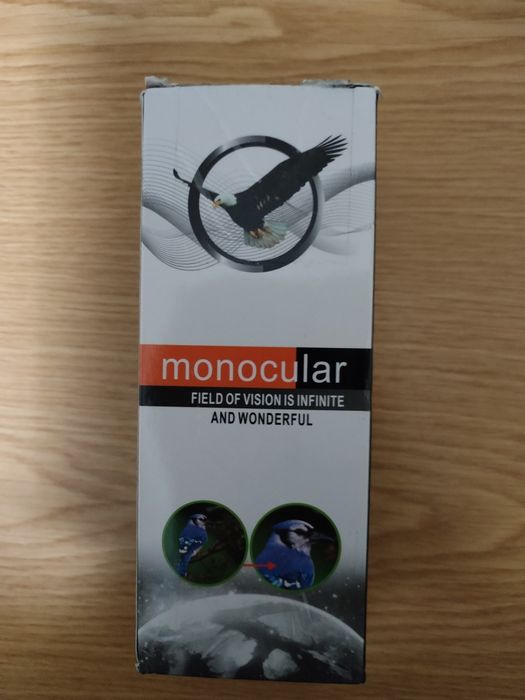 monocular
FIELD OF VISION IS INFINITE
AND WONDERFUL